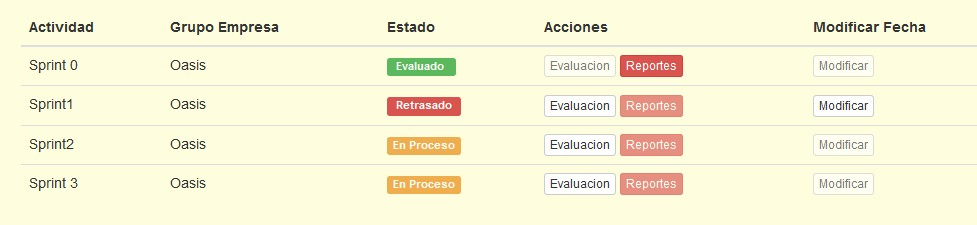 Actividad Grupo Empresa Estado Acciones Modificar Fecha
Sprint 0 Oasis Evaluado Evaluacion Reportes Modificar
Sprint1 Oasis Retrasado Evaluacion Reportes Modificar
Sprint2 Oasis En Proceso Evaluacion Reportes Modificar
Sprint 3 Oasis En Proceso Evaluacion Reportes Modificar